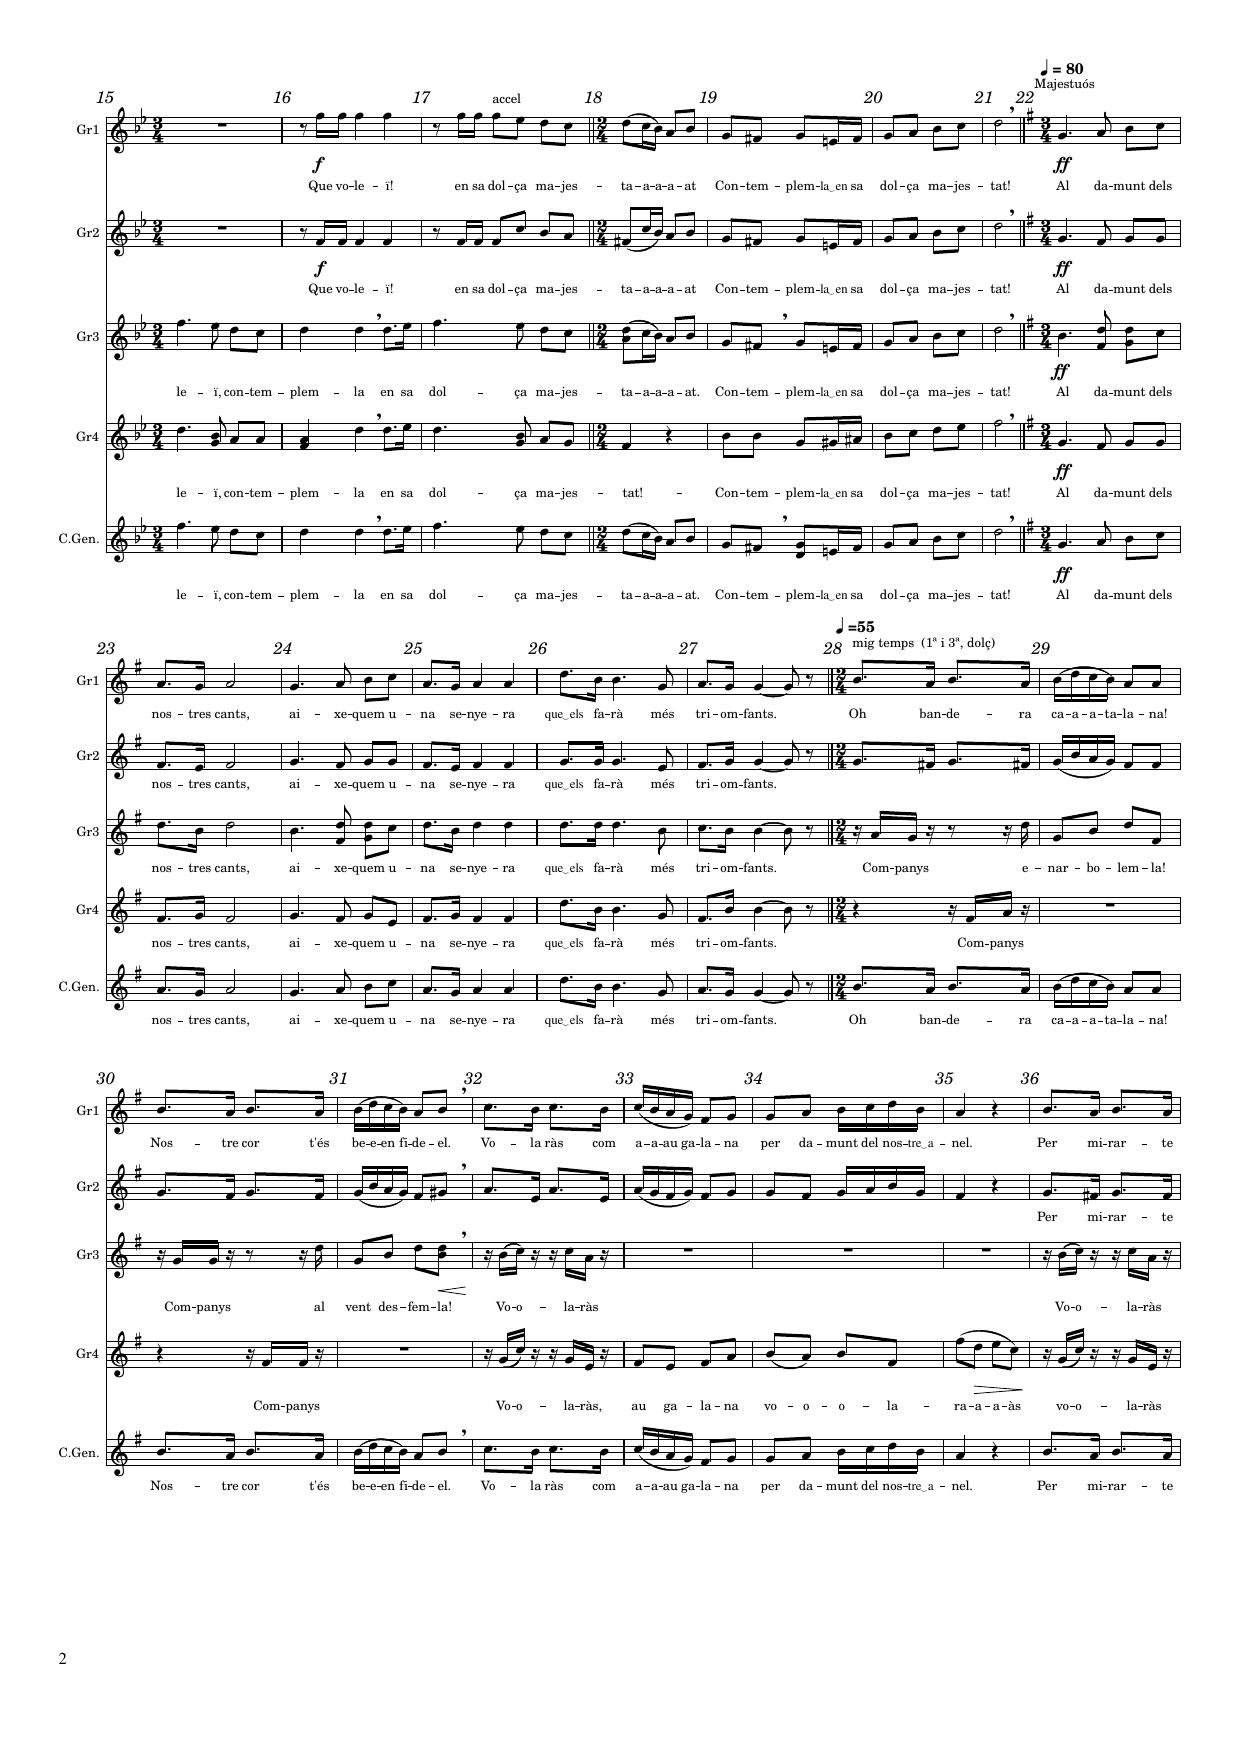 ♩ = 80
15 16 17 accel 18 19 20 21 22 Majestuós
Gr1
f ff
Que vo – le – ï! en sa dol – ça ma – jes – ta – a – a – a – at Con – tem – plem – la‿en sa dol – ça ma – jes – tat! Al da – munt dels
Gr2
f ff
Que vo – le – ï! en sa dol – ça ma – jes – ta – a – a – a – at Con – tem – plem – la‿en sa dol – ça ma – jes – tat! Al da – munt dels
Gr3
ff
le – ï, con – tem – plem – la en sa dol – ça ma – jes – ta – a – a – a – at. Con – tem – plem – la‿en sa dol – ça ma – jes – tat! Al da – munt dels
Gr4
ff
le – ï, con – tem – plem – la en sa dol – ça ma – jes – tat! – Con – tem – plem – la‿en sa dol – ça ma – jes – tat! Al da – munt dels
C.Gen.
ff
le – ï, con – tem – plem – la en sa dol – ça ma – jes – ta – a – a – a – at. Con – tem – plem – la‿en sa dol – ça ma – jes – tat! Al da – munt dels
♩ =55
23 24 25 26 27 28 mig temps (1ª i 3ª, dolç) 29
Gr1
nos – tres cants, ai – xe – quem u – na se – nye – ra que‿els fa – rà més tri – om – fants. Oh ban – de – ra ca – a – a – ta – la – na!
Gr2
nos – tres cants, ai – xe – quem u – na se – nye – ra que‿els fa – rà més tri – om – fants.
Gr3
nos – tres cants, ai – xe – quem u – na se – nye – ra que‿els fa – rà més tri – om – fants. Com – panys e – nar – bo – lem – la!
Gr4
nos – tres cants, ai – xe – quem u – na se – nye – ra que‿els fa – rà més tri – om – fants. Com – panys
C.Gen.
nos – tres cants, ai – xe – quem u – na se – nye – ra que‿els fa – rà més tri – om – fants. Oh ban – de – ra ca – a – a – ta – la – na!
30 31 32 33 34 35 36
Gr1
Nos – tre cor t'és be – e – en fi – de – el. Vo – la ràs com a – a – au ga – la – na per da – munt del nos – tre‿a – nel. Per mi – rar – te
Gr2
Per mi – rar – te
Gr3
Com – panys al vent des – fem – la! Vo – o – la – ràs Vo – o – la – ràs
Gr4
Com – panys Vo – o – la – ràs, au ga – la – na vo – o – o – la – ra – a – a – às vo – o – la – ràs
C.Gen.
Nos – tre cor t'és be – e – en fi – de – el. Vo – la ràs com a – a – au ga – la – na per da – munt del nos – tre‿a – nel. Per mi – rar – te
2